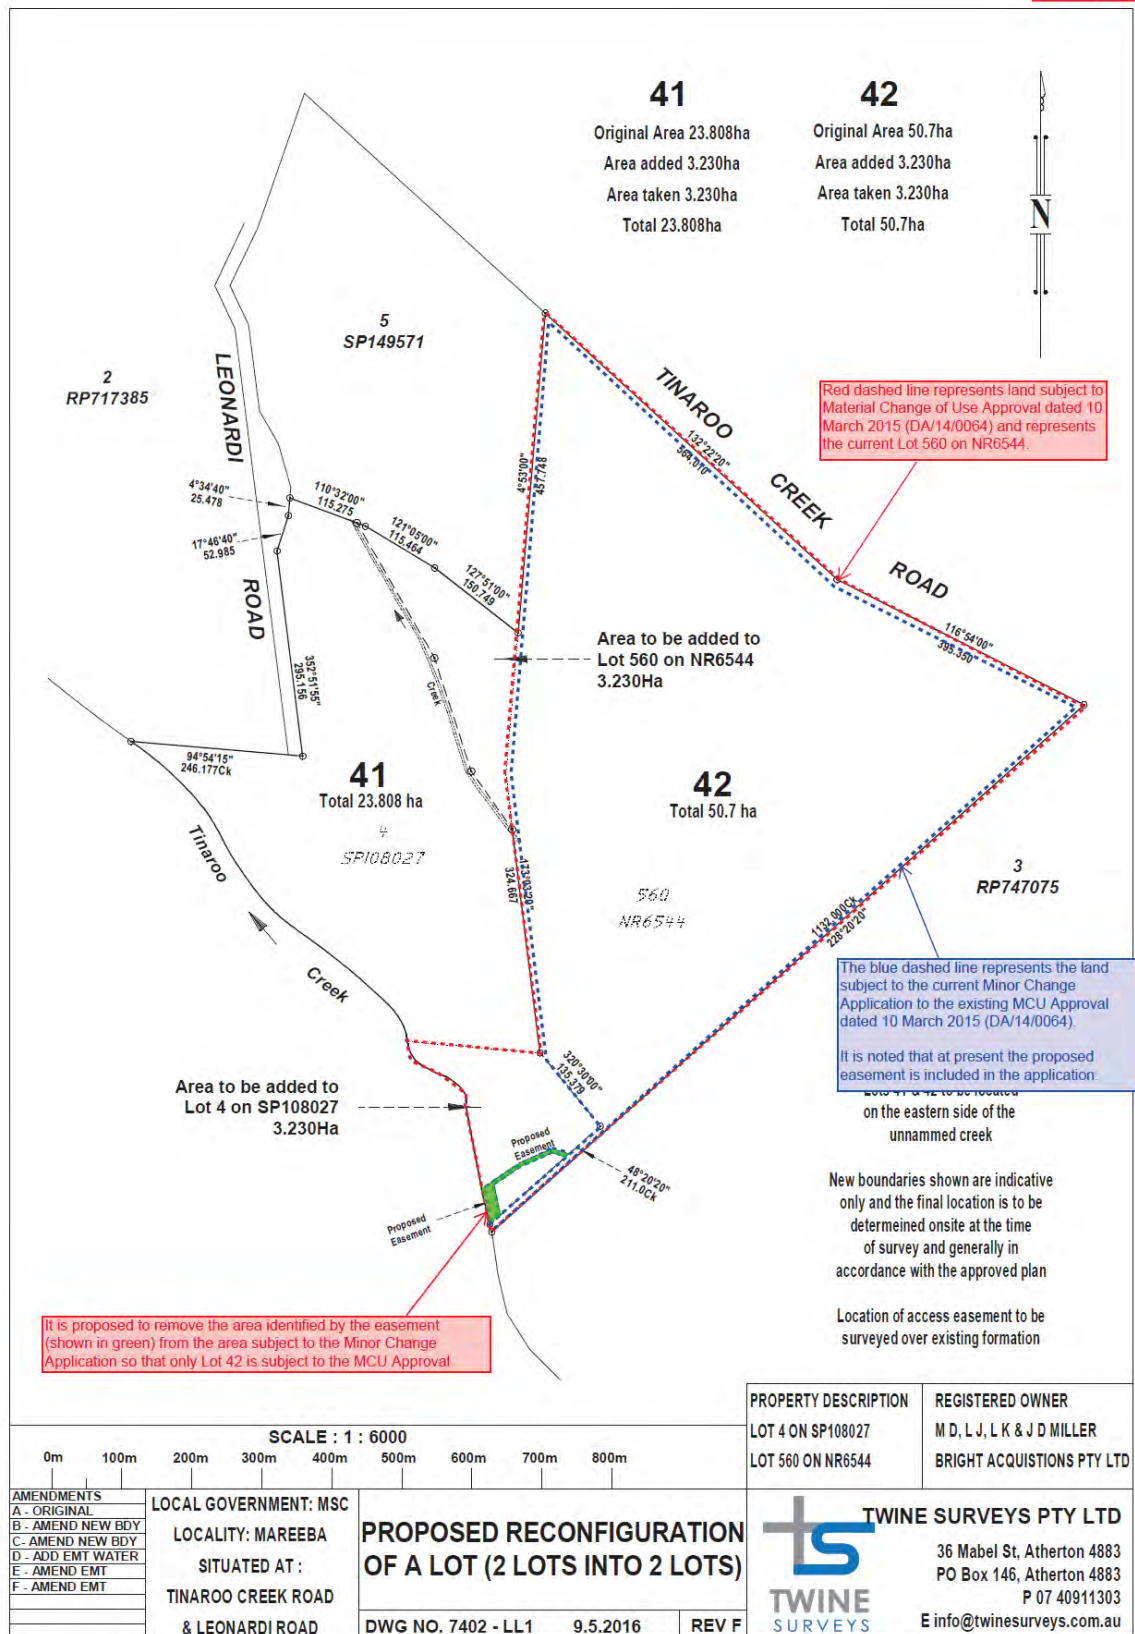 41
Original Area 23.808ha
Area added 3.230ha
Area taken 3.230ha
Total 23.808ha
42
Original Area 50.7ha
Area added 3.230ha
Area taken 3.230ha
Total 50.7ha
N
5
SP149571
2
RP717385
LEONARDI
ROAD
TINAROO
CREEK
ROAD
132°22'20"
564.010
Red dashed line represents land subject to
Material Change of Use Approval dated 10
March 2015 (DA/14/0064) and represents
the current Lot 560 on NR6544.
4°53'00"
457.748
4°34'40"
25.478
110°32'00"
115.275
121°05'00"
115.464
17°46'40"
52.985
127°51'00"
150.749
116°54'00"
395.350
Area to be added to
Lot 560 on NR6544
3.230Ha
352°51'55"
295.156
Creek
94°54'15"
246.177Ck
41
Total 23.808 ha
4
SP108027
42
Total 50.7 ha
560
NR6544
3
RP747075
173°03'20"
324.667
1132.000Ck
228°20'20"
Tinaroo
Creek
The blue dashed line represents the land
subject to the current Minor Change
Application to the existing MCU Approval
dated 10 March 2015 (DA/14/0064).
It is noted that at present the proposed
easement is included in the application.
Lots 41 & 42 to be located
on the eastern side of the
unnammed creek
320°30'00"
135.379
Area to be added to
Lot 4 on SP108027
3.230Ha
Proposed
Easement
48°20'20"
211.0Ck
Proposed
Easement
New boundaries shown are indicative
only and the final location is to be
determeined onsite at the time
of survey and generally in
accordance with the approved plan
Location of access easement to be
surveyed over existing formation
It is proposed to remove the area identified by the easement
(shown in green) from the area subject to the Minor Change
Application so that only Lot 42 is subject to the MCU Approval.
PROPERTY DESCRIPTION
LOT 4 ON SP108027
LOT 560 ON NR6544
REGISTERED OWNER
M D, L J, L K & J D MILLER
BRIGHT ACQUISTIONS PTY LTD
SCALE : 1 : 6000
0m 100m 200m 300m 400m 500m 600m 700m 800m
AMENDMENTS
A - ORIGINAL
B - AMEND NEW BDY
C- AMEND NEW BDY
D - ADD EMT WATER
E - AMEND EMT
F - AMEND EMT
LOCAL GOVERNMENT: MSC
LOCALITY: MAREEBA
SITUATED AT :
TINAROO CREEK ROAD
& LEONARDI ROAD
PROPOSED RECONFIGURATION
OF A LOT (2 LOTS INTO 2 LOTS)
DWG NO. 7402 - LL1 9.5.2016 REV F
ts
TWINE
SURVEYS
TWINE SURVEYS PTY LTD
36 Mabel St, Atherton 4883
PO Box 146, Atherton 4883
P 07 40911303
E info@twinesurveys.com.au